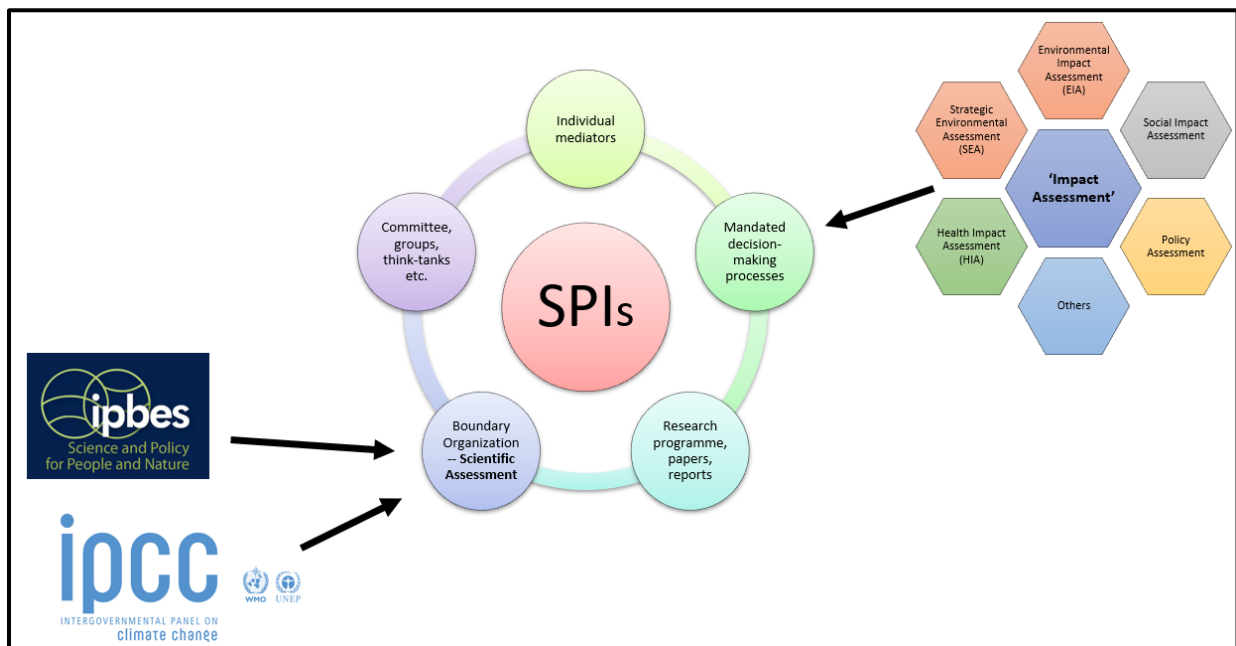 Individual
mediators
Committee,
groups,
think-tanks
etc.
Mandated
decision-
making
processes
SPIs
Boundary
Organization
-- Scientific
Assessment
Research
programme,
papers,
reports
Environmental
Impact
Assessment
(EIA)
Strategic
Environmental
Assessment
(SEA)
Social Impact
Assessment
‘Impact
Assessment’
Health Impact
Assessment
(HIA)
Policy
Assessment
Others
ipbes
Science and Policy
for People and Nature
ipcc
INTERGOVERNMENTAL PANEL ON
climate change
WMO
UNEP